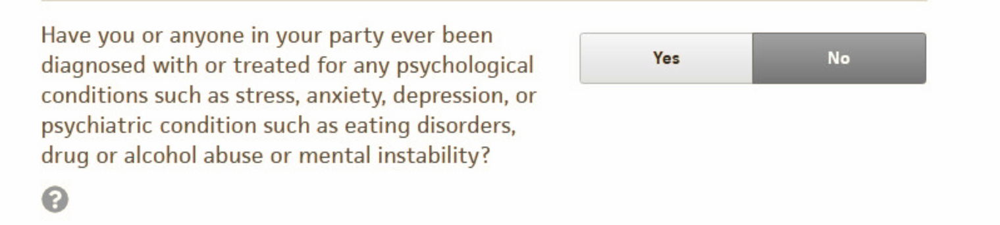 Have you or anyone in your party ever been
diagnosed with or treated for any psychological
conditions such as stress, anxiety, depression, or
psychiatric condition such as eating disorders,
drug or alcohol abuse or mental instability?
Yes
No
?